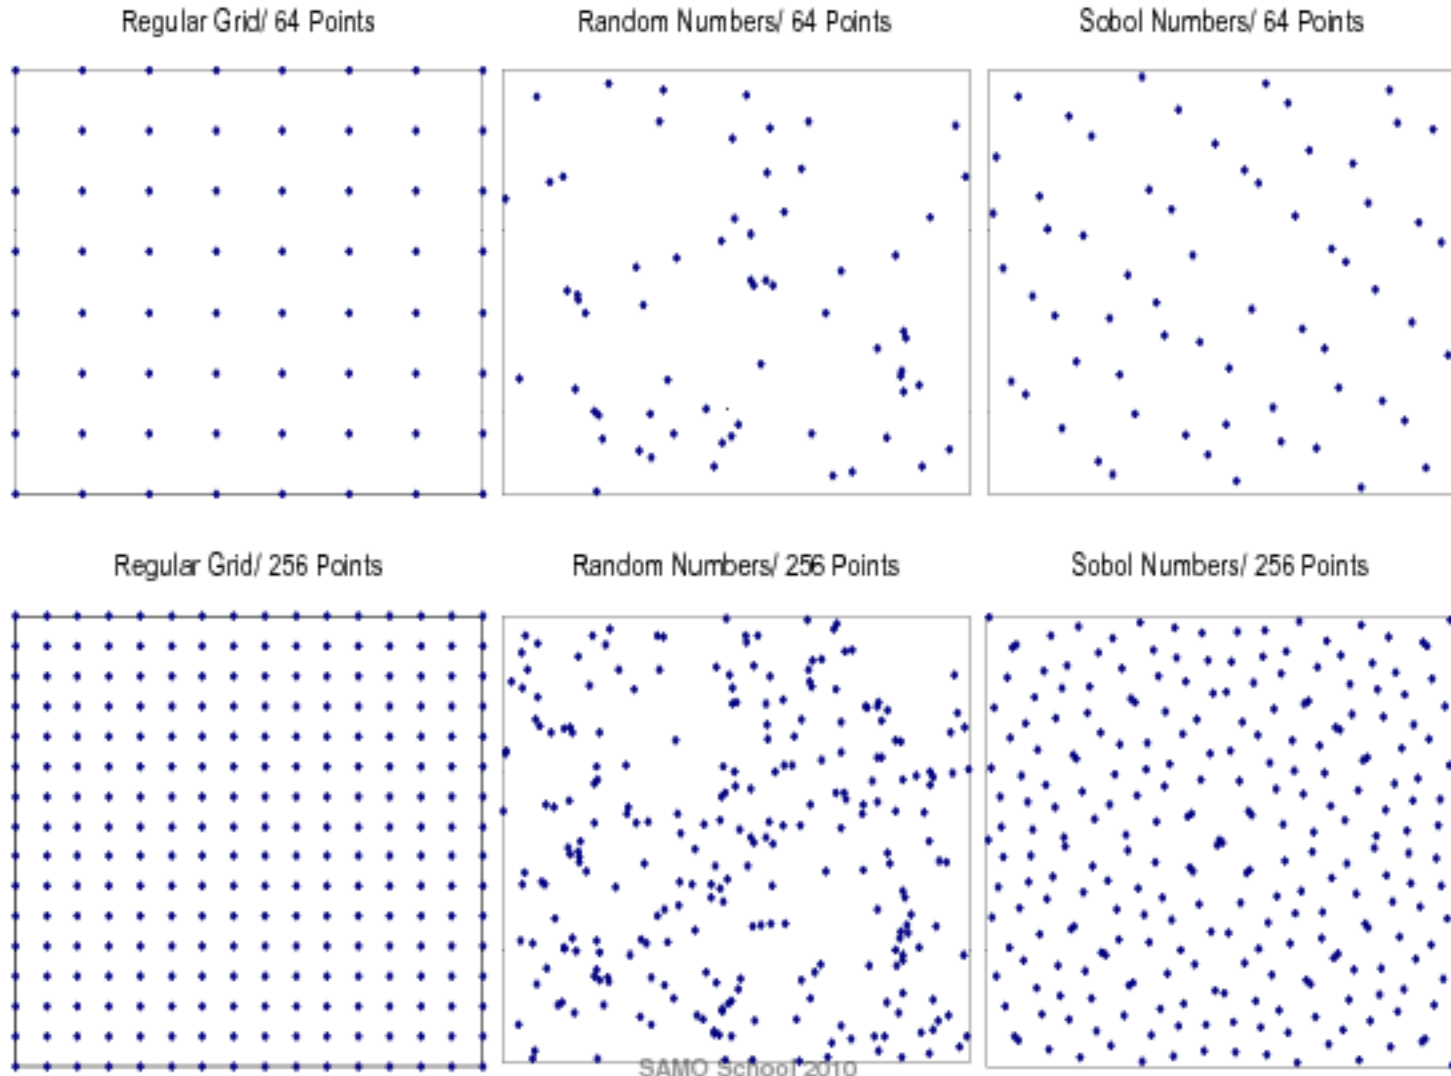 Regular Grid/ 64 Points
Random Numbers/ 64 Points
Sobol Numbers/ 64 Points
Regular Grid/ 256 Points
Random Numbers/ 256 Points
Sobol Numbers/ 256 Points
SAMO School 2010